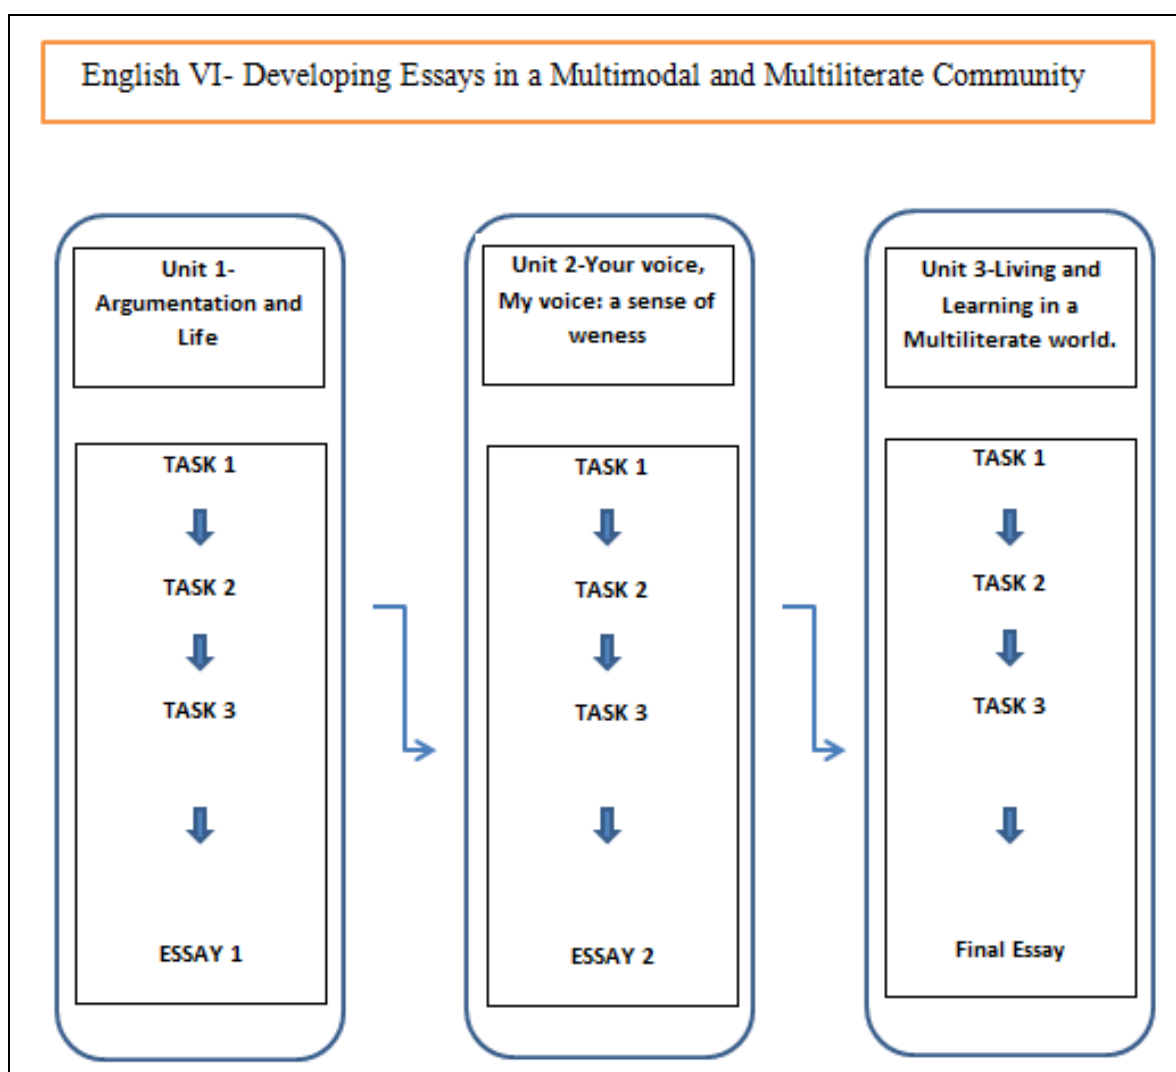 English VI- Developing Essays in a Multimodal and Multiliterate Community
Unit 1-
Argumentation and
Life
TASK 1
TASK 2
TASK 3
ESSAY 1
Unit 2-Your voice,
My voice: a sense of
weness
TASK 1
TASK 2
TASK 3
ESSAY 2
Unit 3-Living and
Learning in a
Multiliterate world.
TASK 1
TASK 2
TASK 3
Final Essay